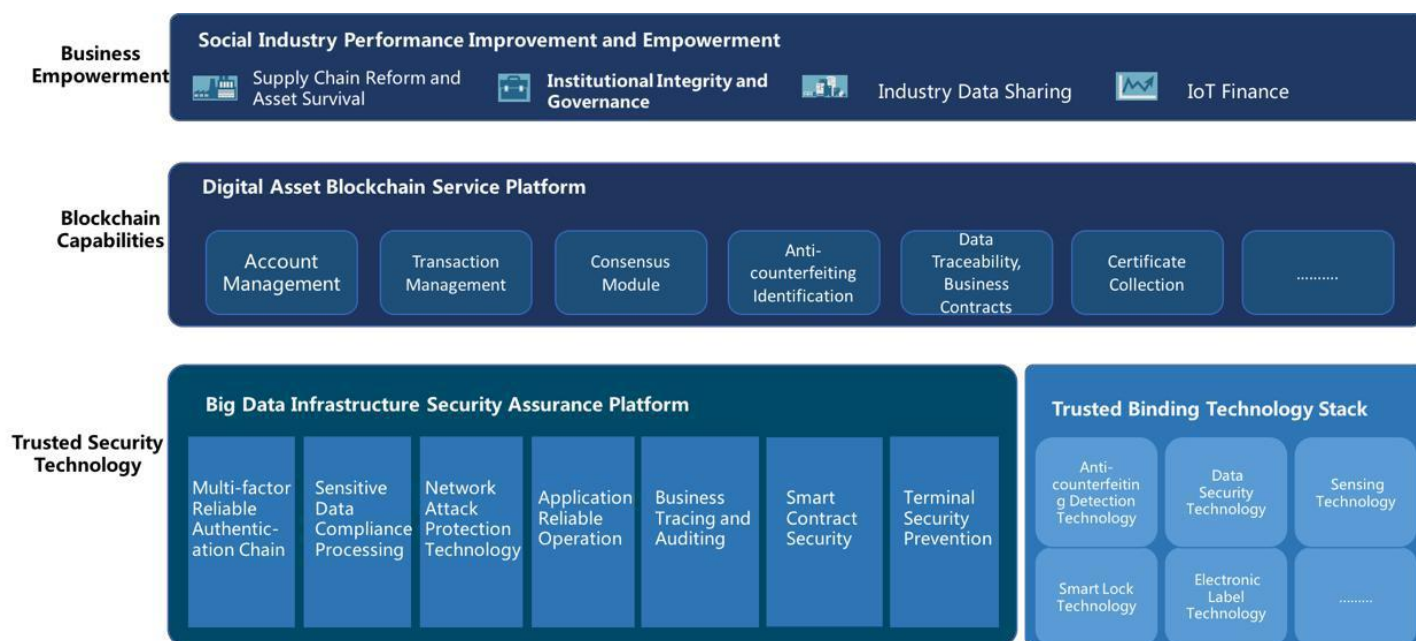 Business
Empowerment
Social Industry Performance Improvement and Empowerment
Supply Chain Reform and
Asset Survival
Institutional Integrity and
Governance
Industry Data Sharing
IoT Finance
Blockchain
Capabilities
Digital Asset Blockchain Service Platform
Account
Management
Transaction
Management
Consensus
Module
Anti-
counterfeiting
Identification
Data
Traceability,
Business
Contracts
Certificate
Collection
..........
Trusted Security
Technology
Big Data Infrastructure Security Assurance Platform
Multi-factor
Reliable
Authentic-
ation Chain
Sensitive
Data
Compliance
Processing
Network
Attack
Protection
Technology
Application
Reliable
Operation
Business
Tracing and
Auditing
Smart
Contract
Security
Terminal
Security
Prevention
Trusted Binding Technology Stack
Anti-
counterfeitin
g Detection
Technology
Data
Security
Technology
Sensing
Technology
Smart Lock
Technology
Electronic
Label
Technology
.........